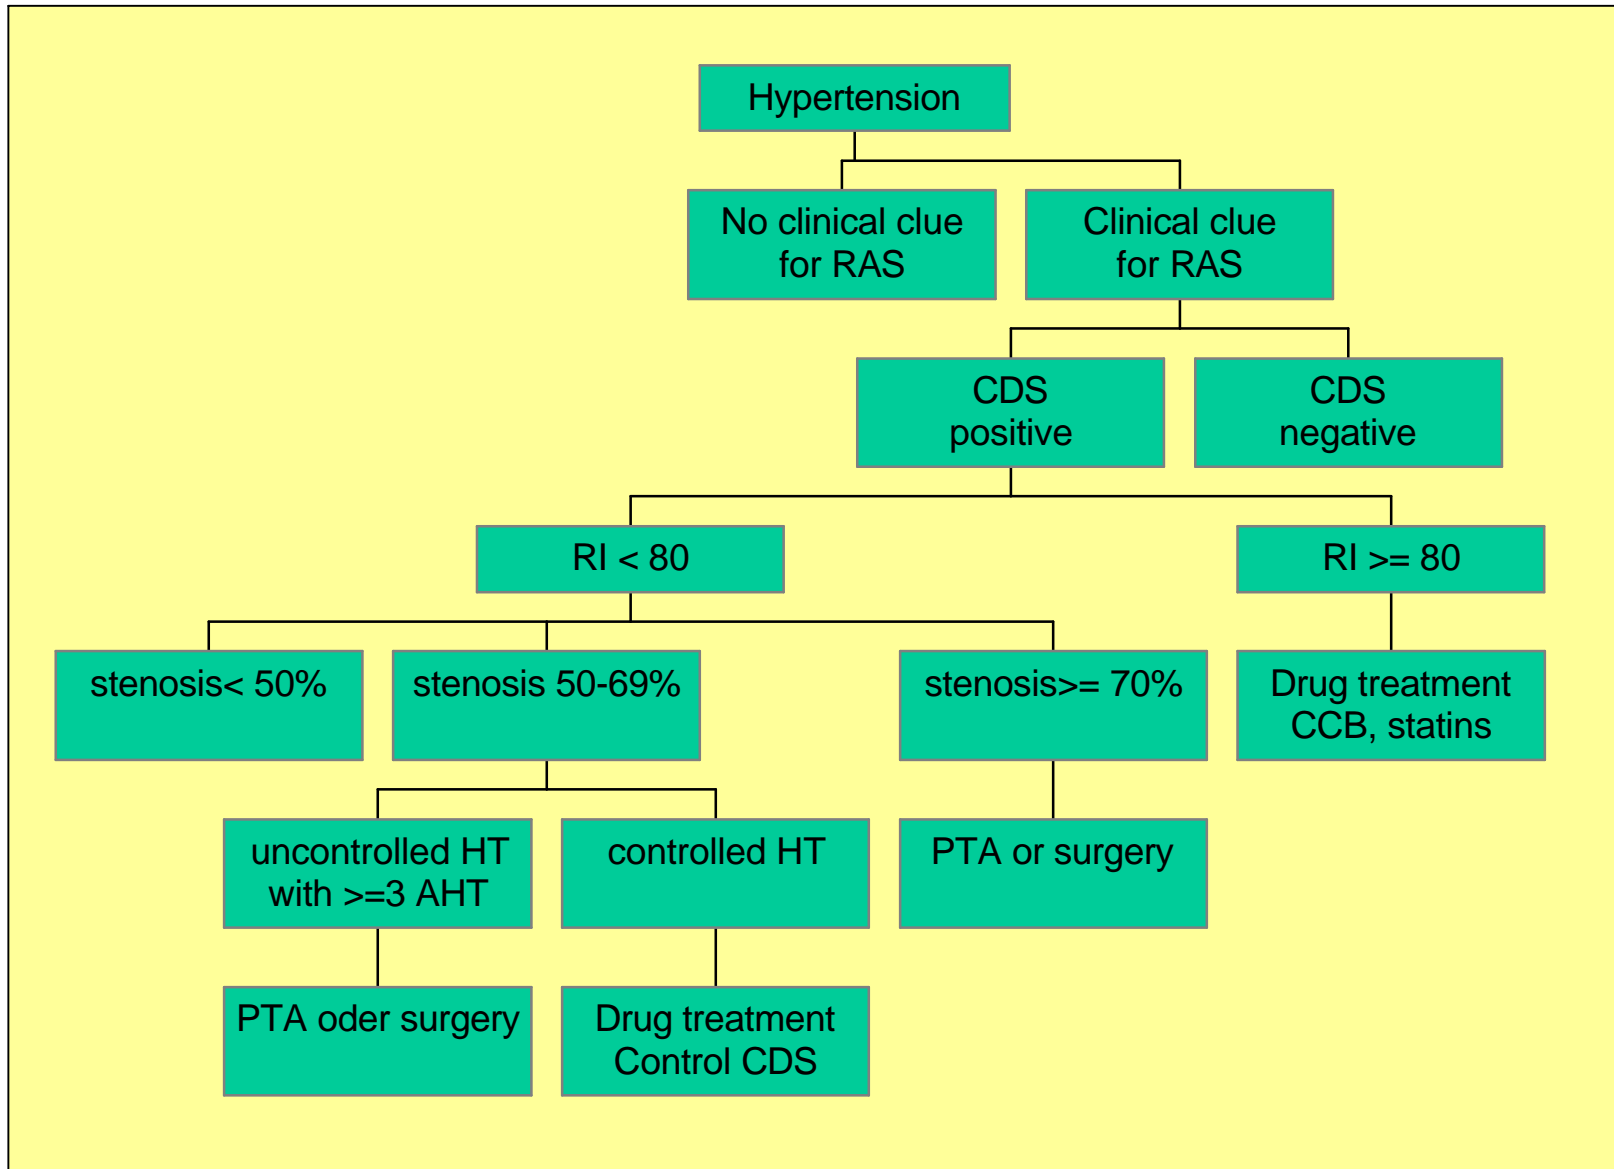 Hypertension
No clinical clue
for RAS
Clinical clue
for RAS
CDS
positive
CDS
negative
RI < 80
RI >= 80
stenosis< 50%
stenosis 50-69%
stenosis>= 70%
Drug treatment
CCB, statins
uncontrolled HT
with >=3 AHT
controlled HT
PTA or surgery
PTA oder surgery
Drug treatment
Control CDS